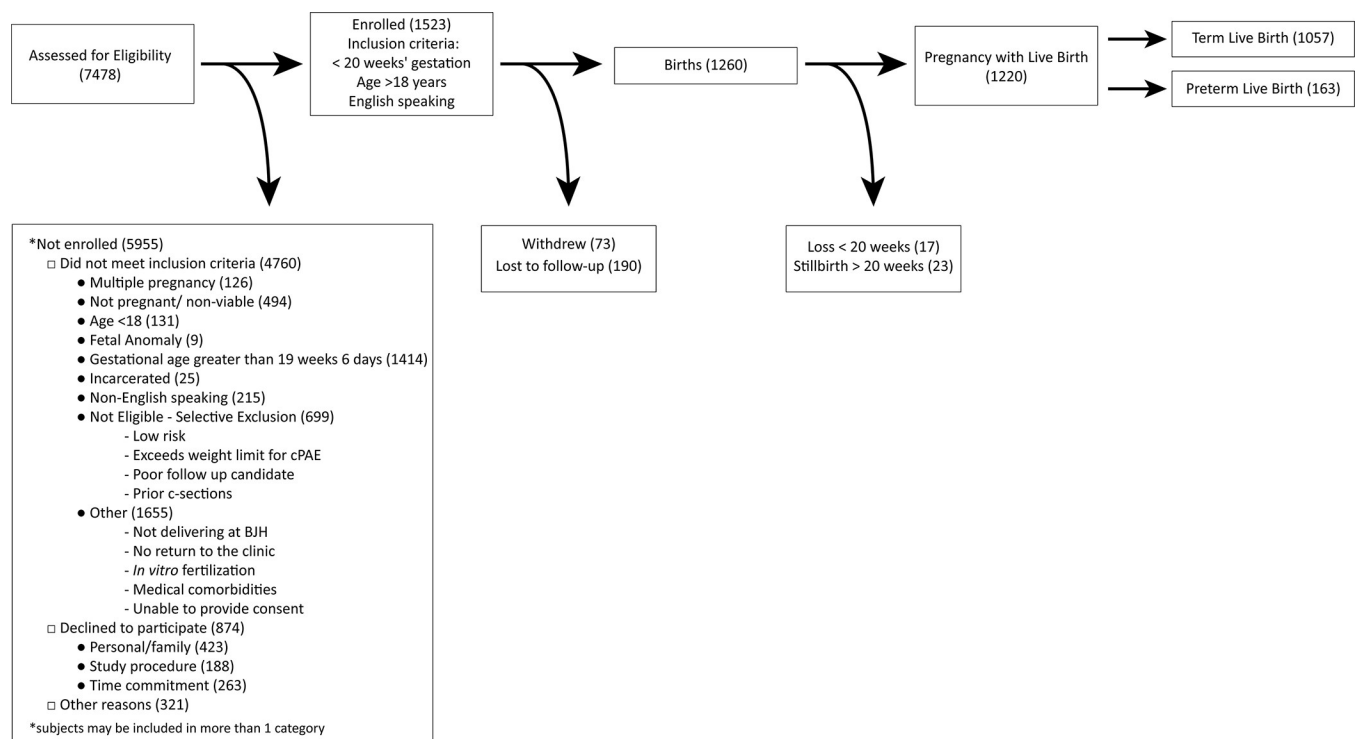 Assessed for Eligibility
(7478)
Enrolled (1523)
Inclusion criteria:
< 20 weeks' gestation
Age >18 years
English speaking
Births (1260)
Pregnancy with Live Birth
(1220)
Term Live Birth (1057)
Preterm Live Birth (163)
*Not enrolled (5955)
□ Did not meet inclusion criteria (4760)
● Multiple pregnancy (126)
● Not pregnant/ non-viable (494)
● Age <18 (131)
● Fetal Anomaly (9)
● Gestational age greater than 19 weeks 6 days (1414)
● Incarcerated (25)
● Non-English speaking (215)
● Not Eligible - Selective Exclusion (699)
- Low risk
- Exceeds weight limit for cPAE
- Poor follow up candidate
- Prior c-sections
● Other (1655)
- Not delivering at BJH
- No return to the clinic
- In vitro fertilization
- Medical comorbidities
- Unable to provide consent
□ Declined to participate (874)
● Personal/family (423)
● Study procedure (188)
● Time commitment (263)
□ Other reasons (321)
*subjects may be included in more than 1 category
Withdrew (73)
Lost to follow-up (190)
Loss < 20 weeks (17)
Stillbirth > 20 weeks (23)